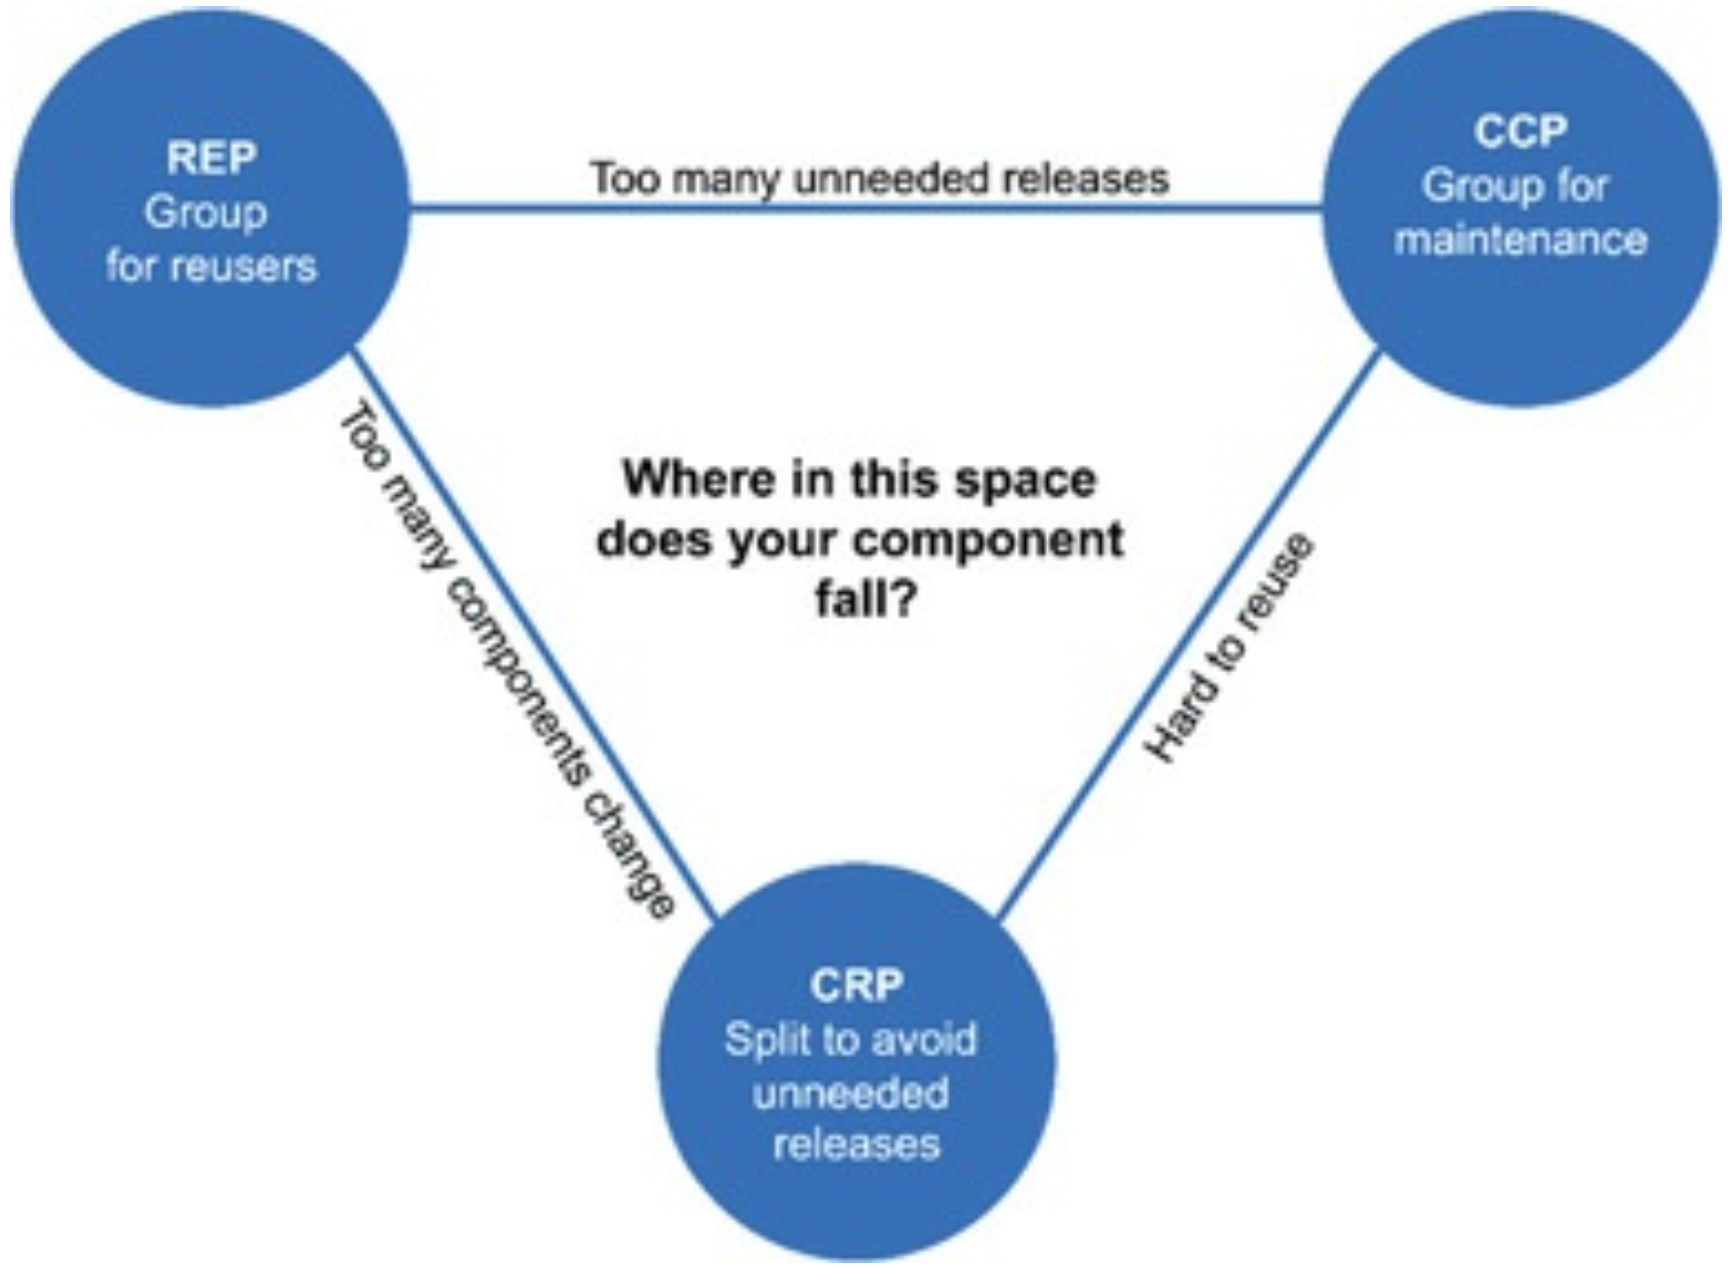 REP
Group
for reusers
Too many unneeded releases
CCP
Group for
maintenance
Too many components change
Where in this space
does your component
fall?
Hard to reuse
CRP
Split to avoid
unneeded
releases